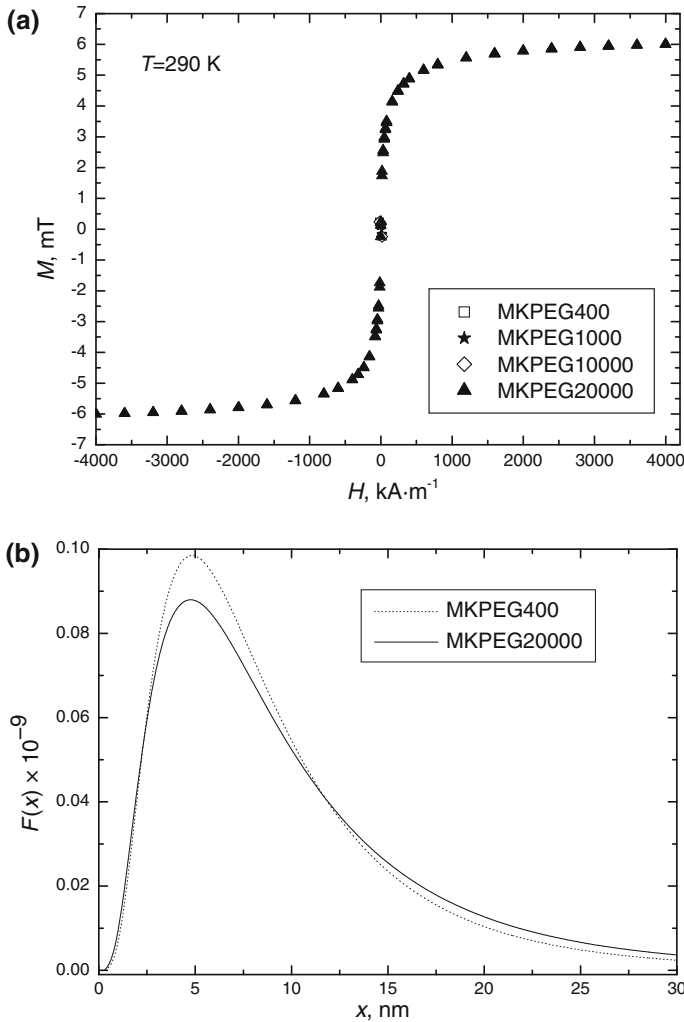 (a)
T=290 K
7
6
5
4
3
2
1
0
-1
-2
-3
-4
-5
-6
-7
M, mT
MKPEG400
MKPEG1000
MKPEG10000
MKPEG20000
-4000 -3000 -2000 -1000 0 1000 2000 3000 4000
H, kA·m⁻¹
(b)
0.10
0.08
0.06
0.04
0.02
0.00
F(x) × 10⁻⁹
MKPEG400
MKPEG20000
0 5 10 15 20 25 30
x, nm